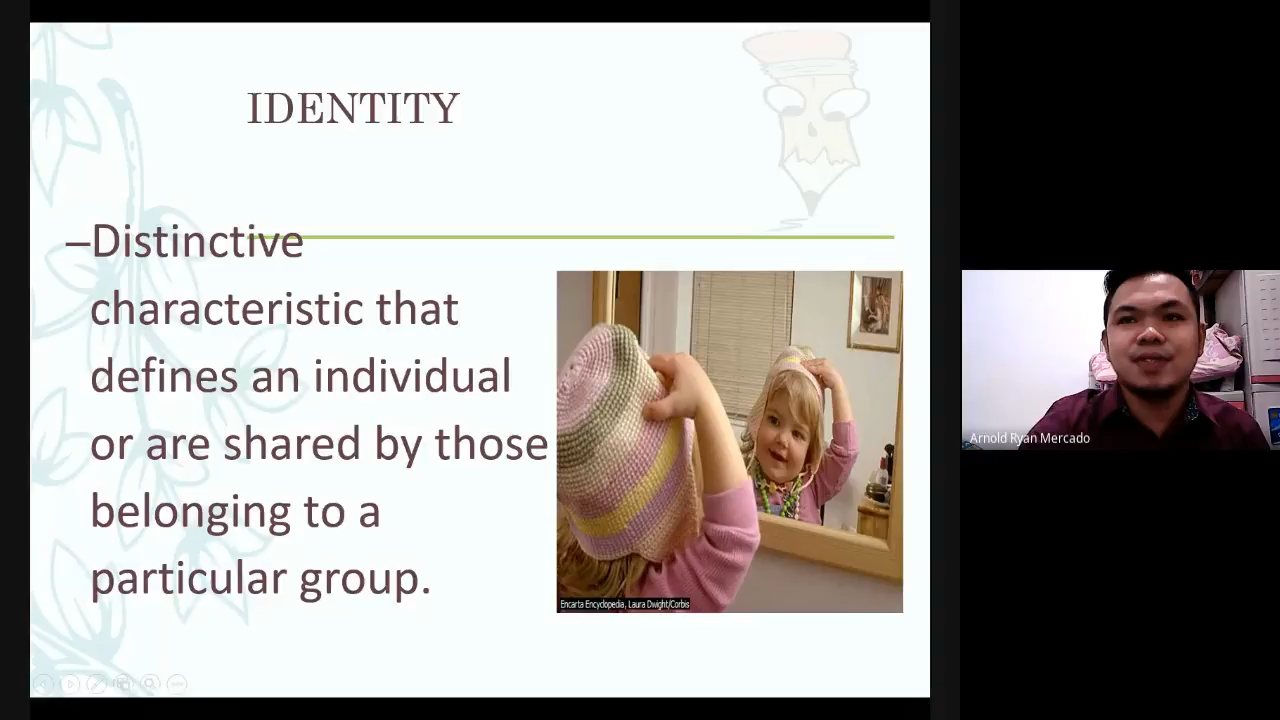 IDENTITY
–Distinctive
characteristic that
defines an individual
or are shared by those
belonging to a
particular group.
Encarta Encyclopedia, Laura Dwight/Corbis
Arnold Ryan Mercado